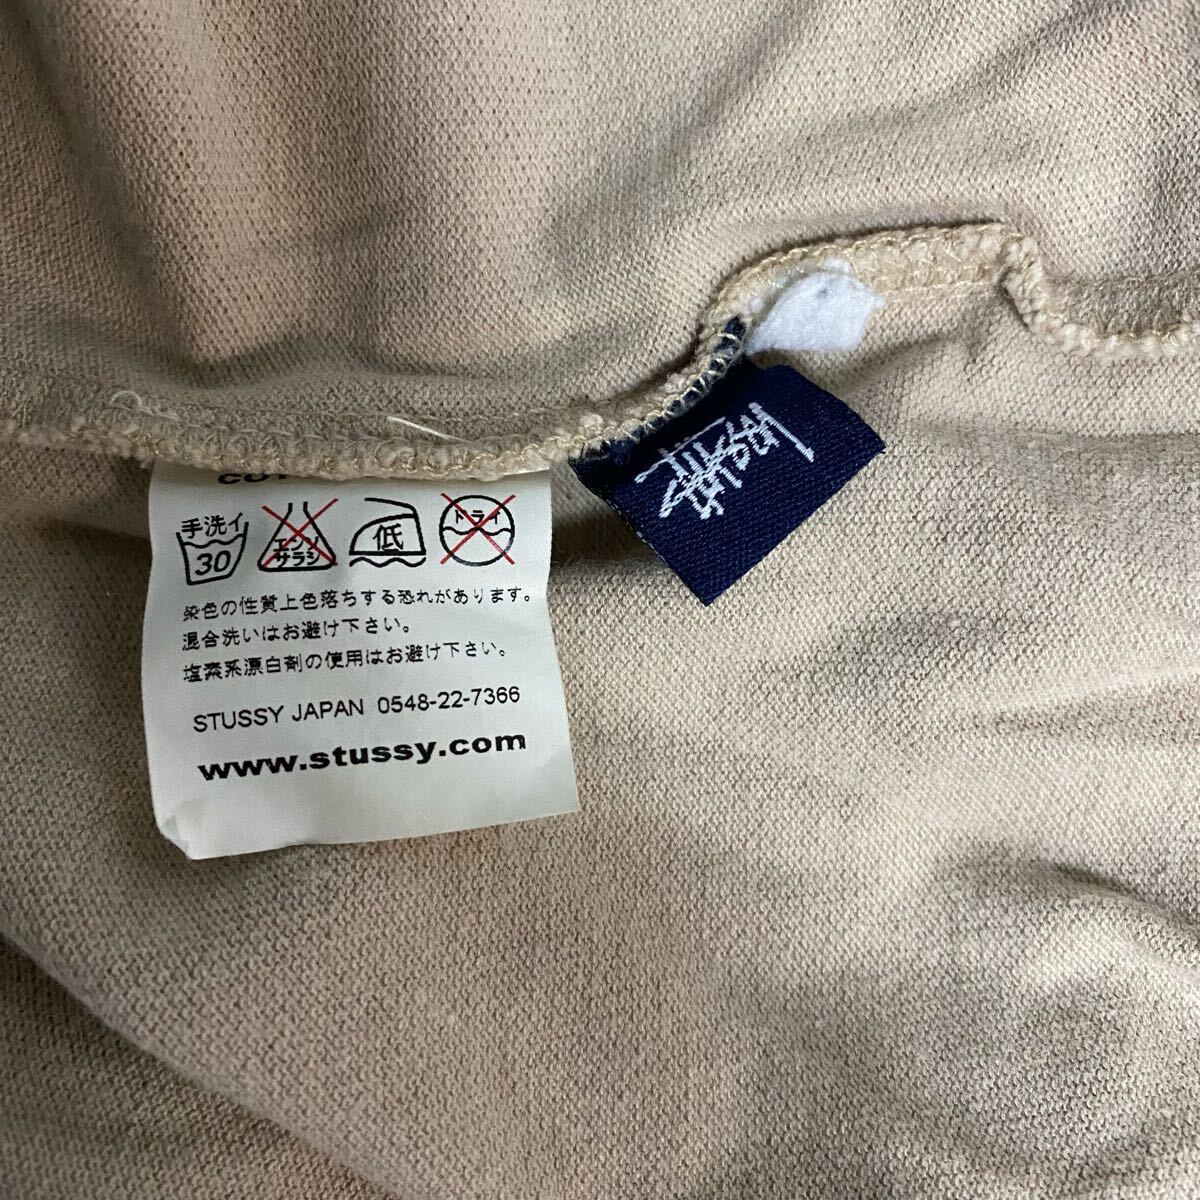 手洗イ
30
エンソ
サラシ
低
ドライ
染色の性質上色落ちする恐れがあります。
混合洗いはお避け下さい。
塩素系漂白剤の使用はお避け下さい。
STUSSY JAPAN 0548-22-7366
www.stussy.com
Stüssy